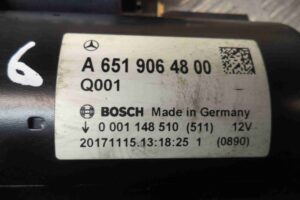 6
A 651 906 48 00
Q001
BOSCH Made in Germany
0 001 148 510 (511) 12V
20171115.13:18:25 1 (0890)